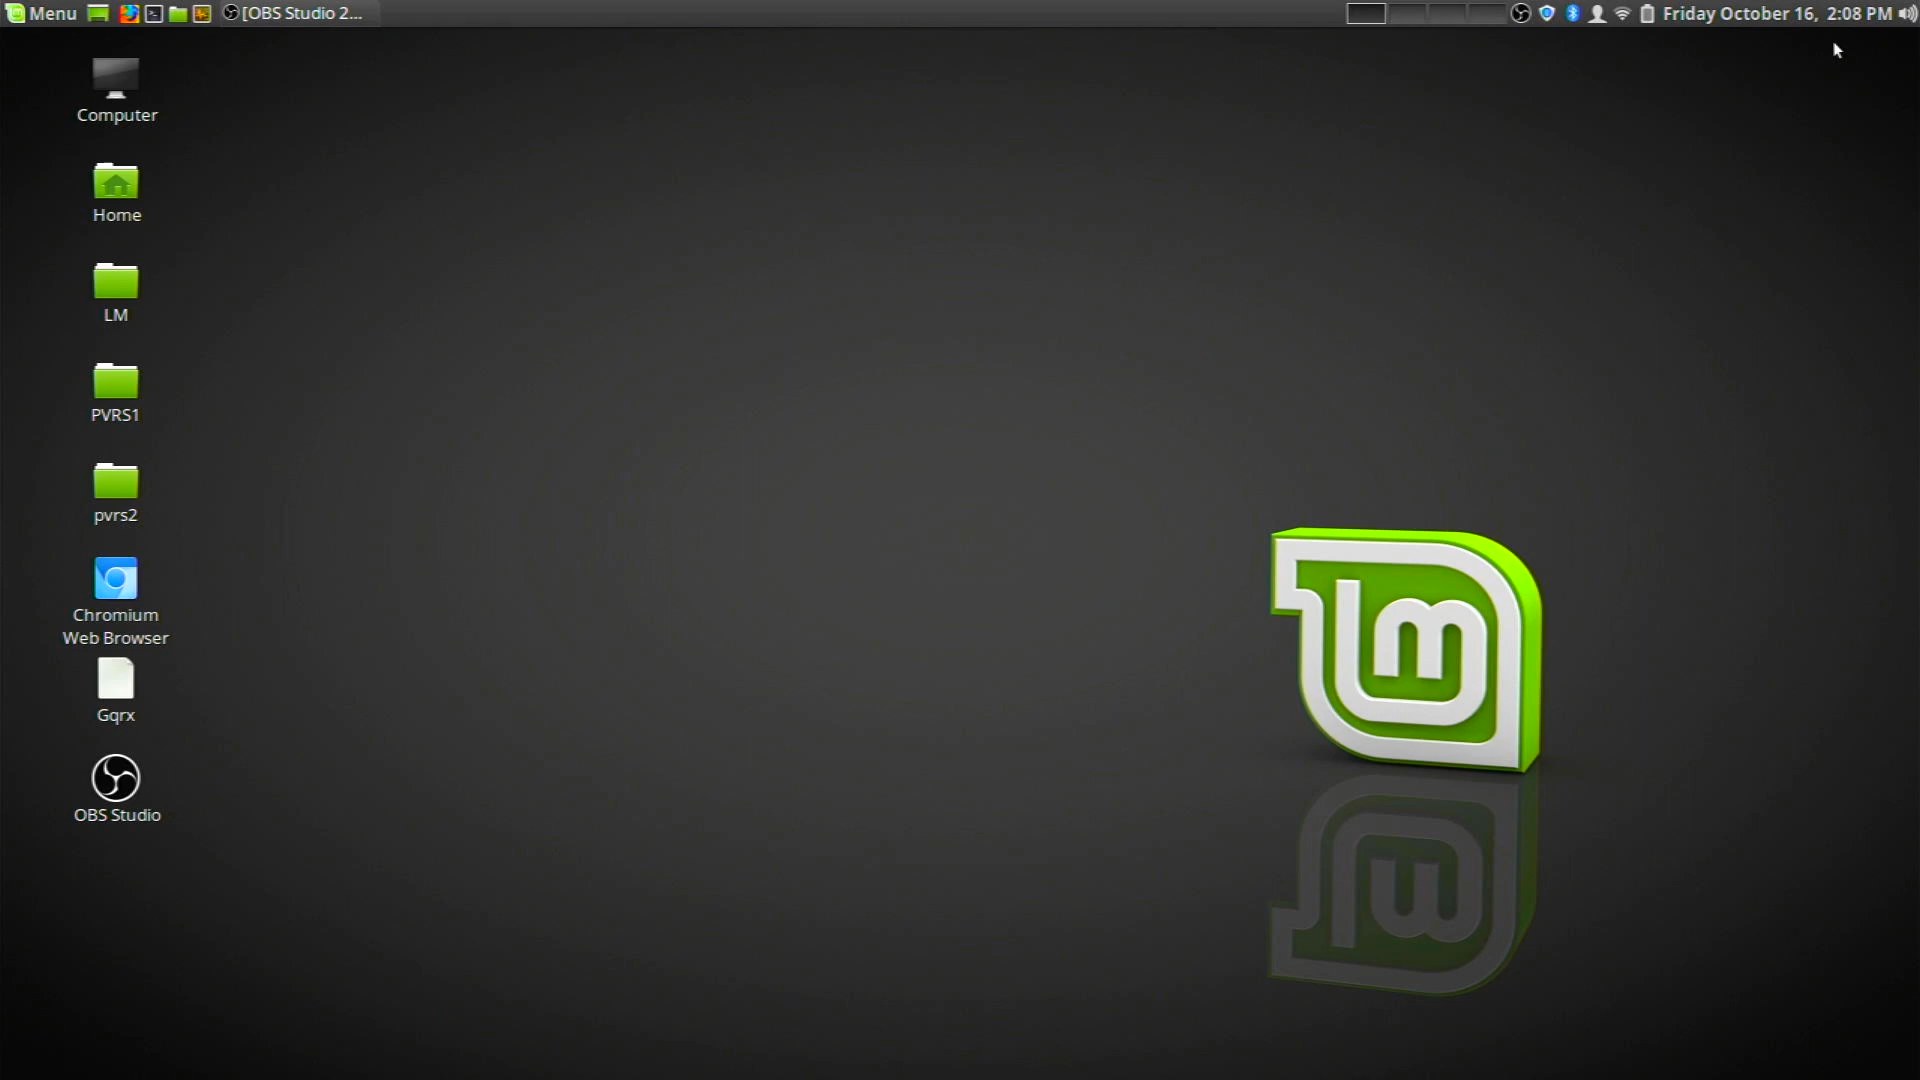 Menu [OBS Studio 2... Friday October 16, 2:08 PM
Computer
Home
LM
PVRS1
pvrs2
Chromium
Web Browser
Gqrx
OBS Studio
lm